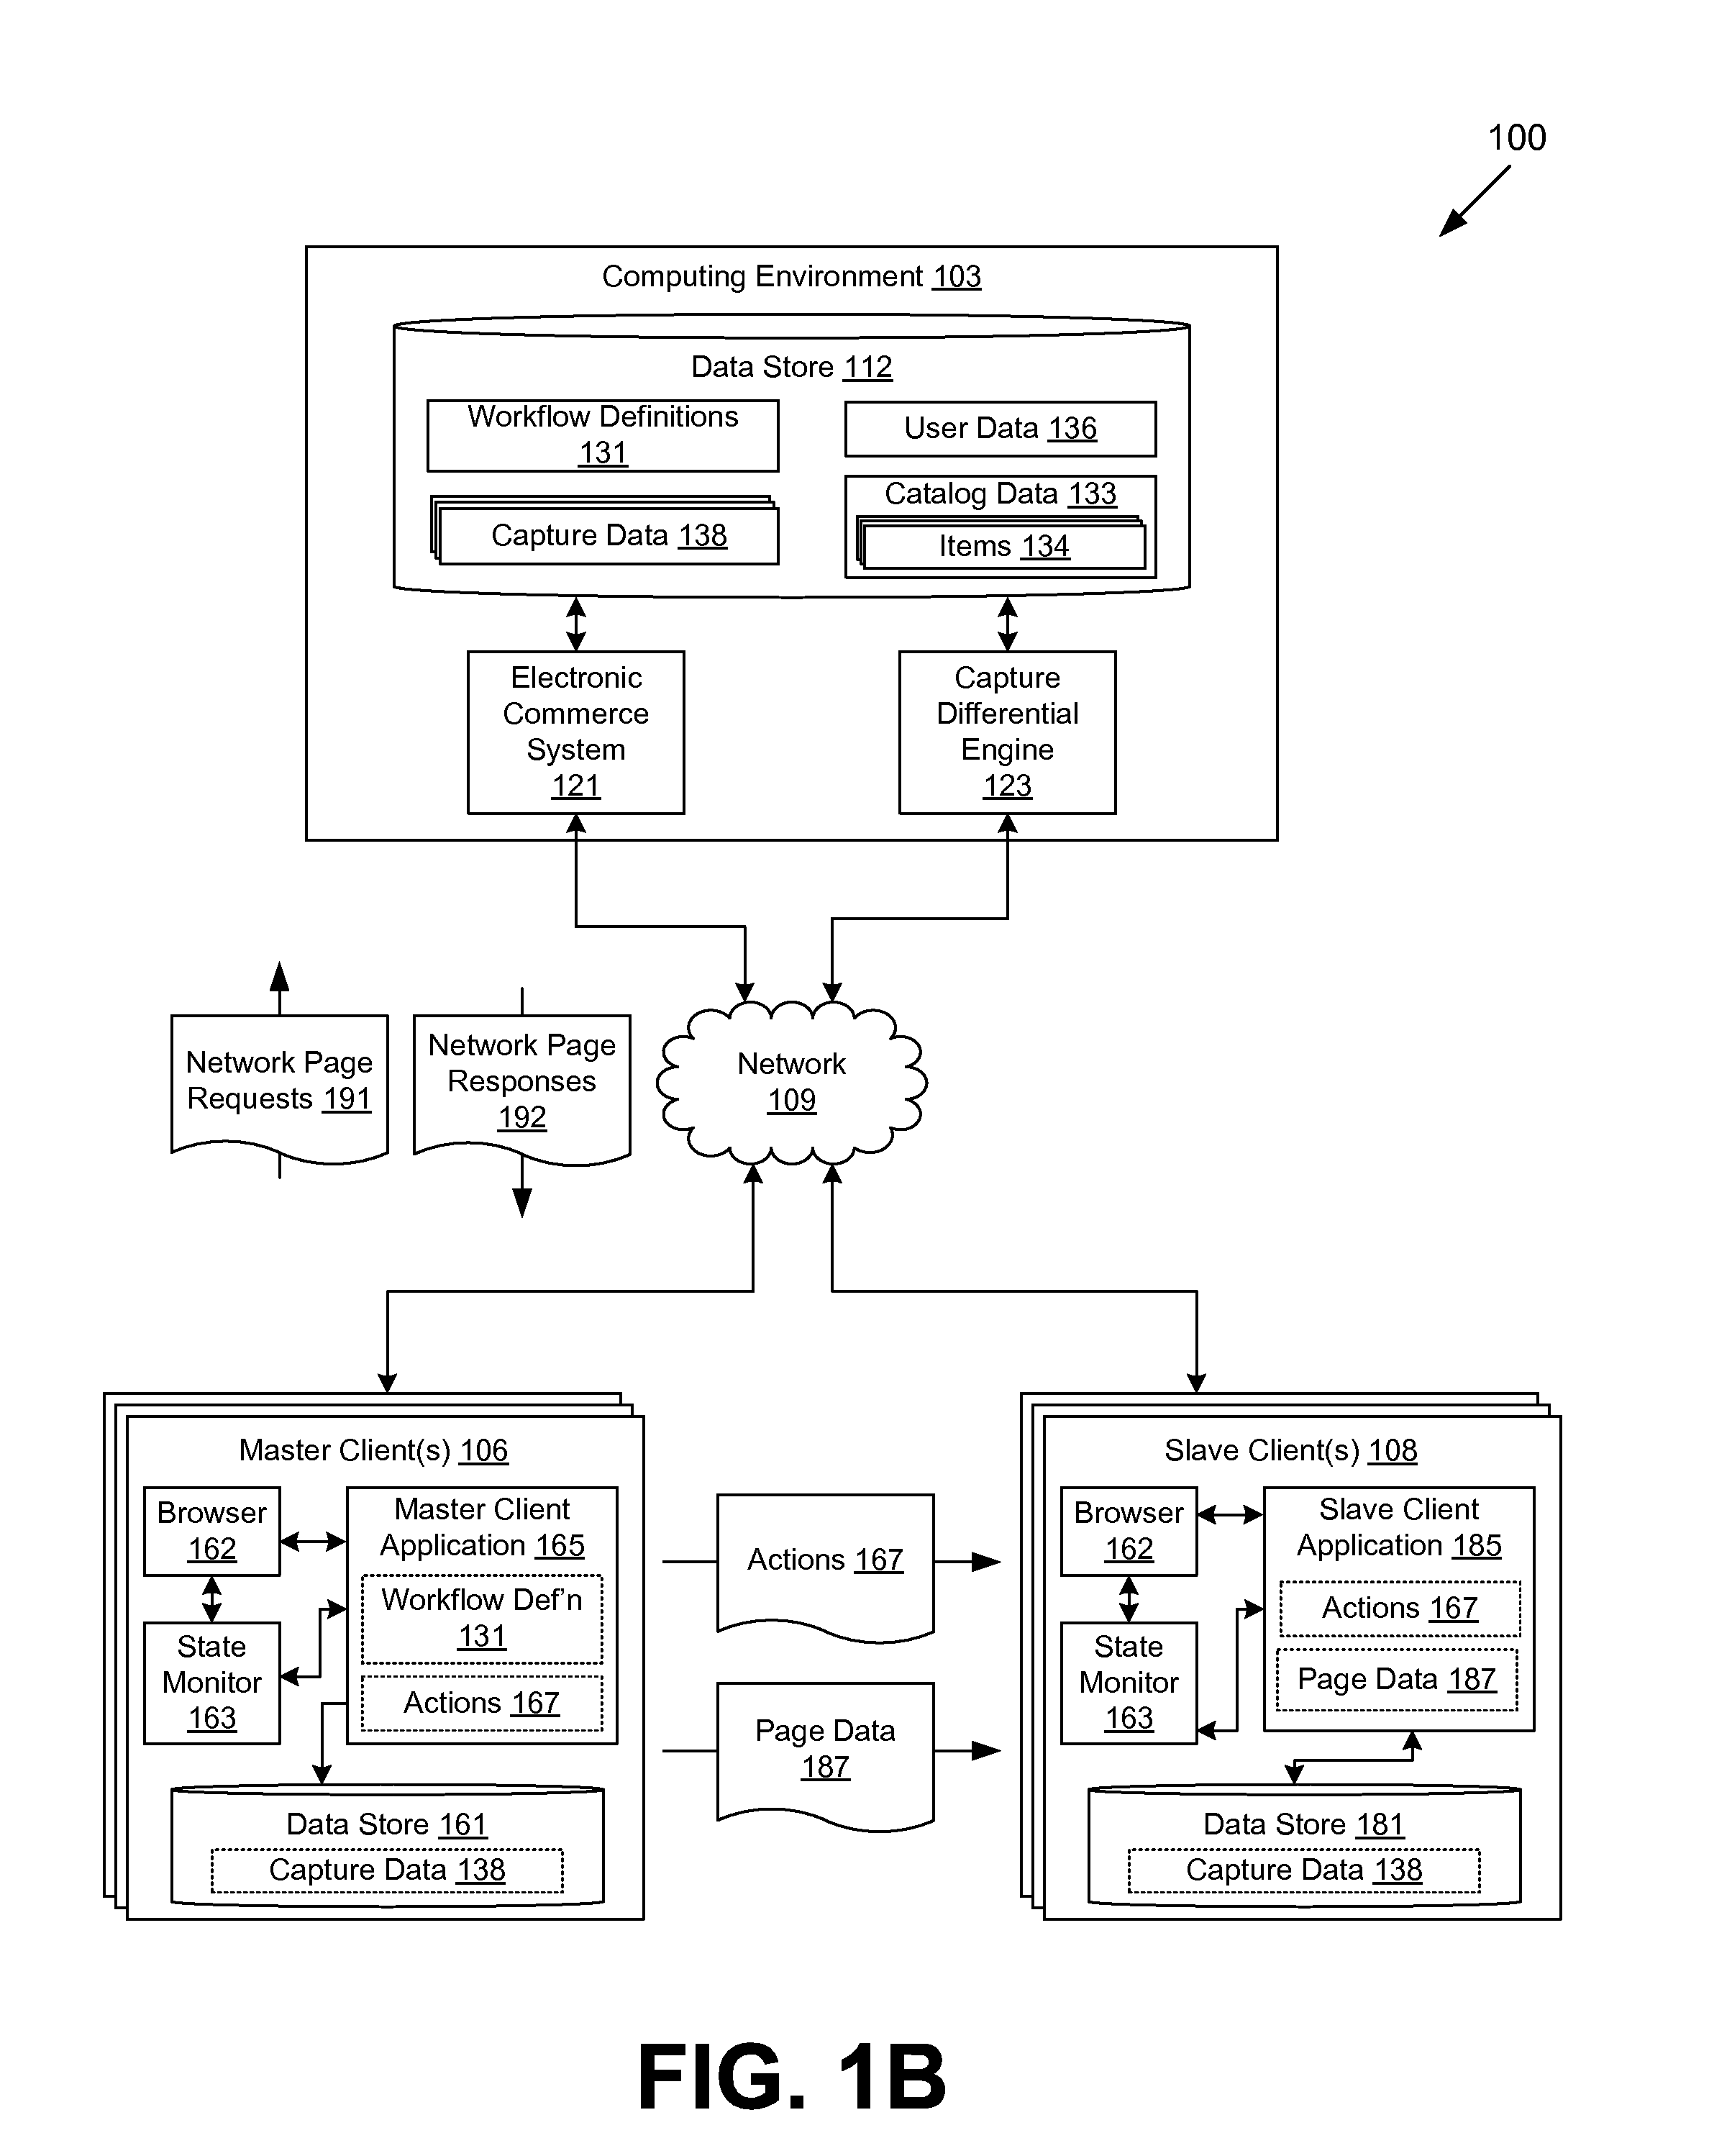 100
Computing Environment 103
Data Store 112
Workflow Definitions
131
User Data 136
Capture Data 138
Catalog Data 133
Items 134
Electronic
Commerce
System
121
Capture
Differential
Engine
123
Network Page
Requests 191
Network Page
Responses
192
Network
109
Master Client(s) 106
Browser
162
Master Client
Application 165
Workflow Def’n
131
State
Monitor
163
Actions 167
Data Store 161
Capture Data 138
Actions 167
Page Data
187
Slave Client(s) 108
Browser
162
Slave Client
Application 185
Actions 167
State
Monitor
163
Page Data 187
Data Store 181
Capture Data 138
FIG. 1B